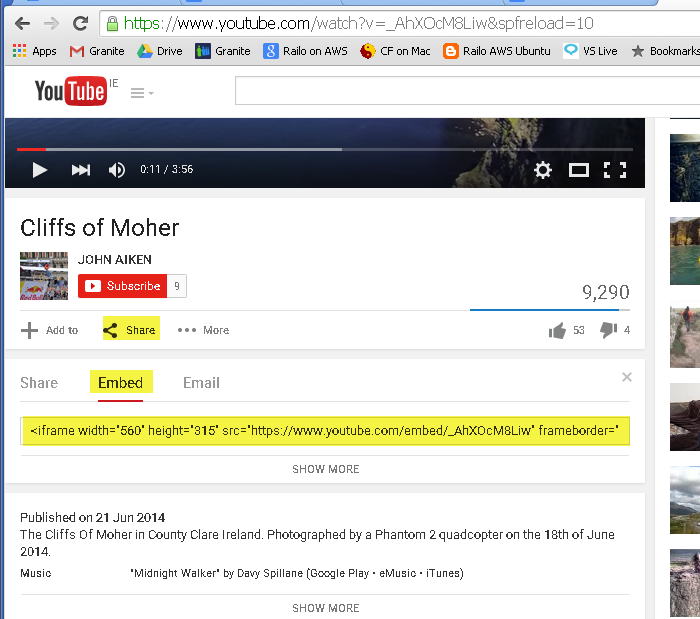 https://www.youtube.com/watch?v=_AhXOcM8Liw&spfreload=10
Apps Granite Drive Granite Railo on AWS CF on Mac Railo AWS Ubuntu VS Live Bookmarks
YouTube IE
0:11 / 3:56
Cliffs of Moher
JOHN AIKEN
Subscribe 9
9,290
Add to Share More 53 4
Share Embed Email
<iframe width="560" height="315" src="https://www.youtube.com/embed/_AhXOcM8Liw" frameborder="
SHOW MORE
Published on 21 Jun 2014
The Cliffs Of Moher in County Clare Ireland. Photographed by a Phantom 2 quadcopter on the 18th of June
2014.
Music "Midnight Walker" by Davy Spillane (Google Play • eMusic • iTunes)
SHOW MORE